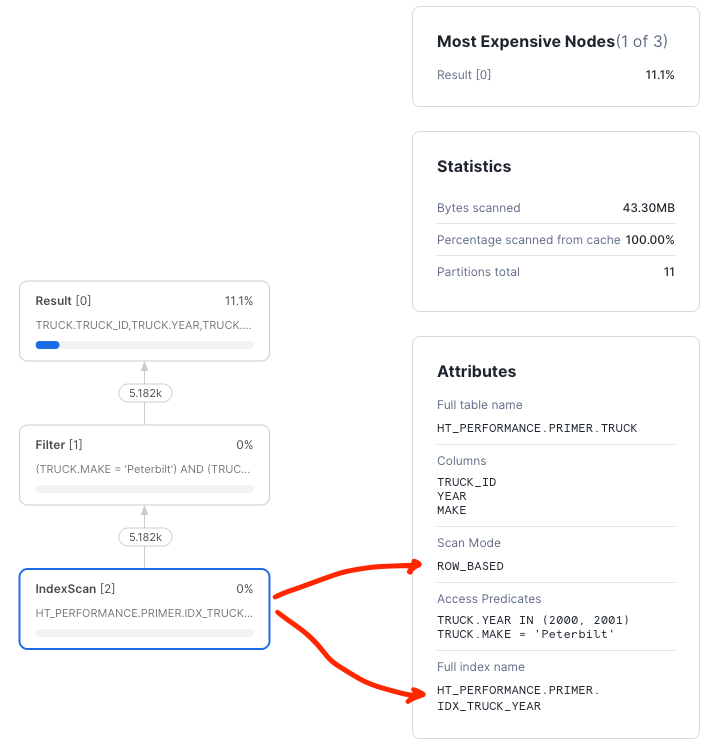 Most Expensive Nodes(1 of 3)
Result [0] 11.1%
Statistics
Bytes scanned 43.30MB
Percentage scanned from cache 100.00%
Partitions total 11
Result [0] 11.1%
TRUCK.TRUCK_ID,TRUCK.YEAR,TRUCK....
5.182k
Filter [1] 0%
(TRUCK.MAKE = 'Peterbilt') AND (TRUC...
5.182k
IndexScan [2] 0%
HT_PERFORMANCE.PRIMER.IDX_TRUCK...
Attributes
Full table name
HT_PERFORMANCE.PRIMER.TRUCK
Columns
TRUCK_ID
YEAR
MAKE
Scan Mode
ROW_BASED
Access Predicates
TRUCK.YEAR IN (2000, 2001)
TRUCK.MAKE = 'Peterbilt'
Full index name
HT_PERFORMANCE.PRIMER.
IDX_TRUCK_YEAR